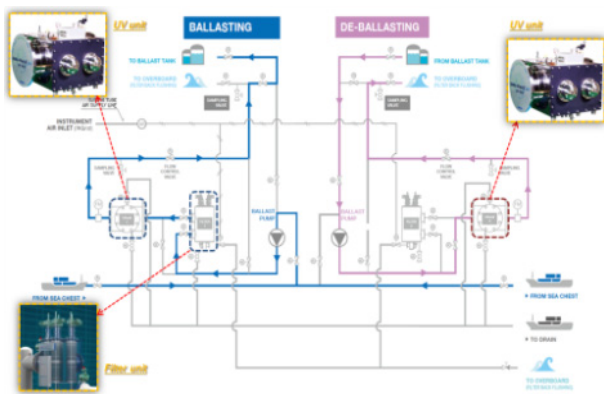 UV unit
BALLASTING
DE-BALLASTING
UV unit
TO BALLAST TANK
TO OVERBOARD
FROM BALLAST TANK
TO OVERBOARD
SAMPLING
VALVE
SAMPLING
VALVE
INSTRUMENT
AIR INLET
FLOW
CONTROL
VALVE
FLOW
CONTROL
VALVE
BALLAST
PUMP
BALLAST
PUMP
FROM SEA CHEST
FROM SEA CHEST
TO DRAIN
TO OVERBOARD
Filter unit